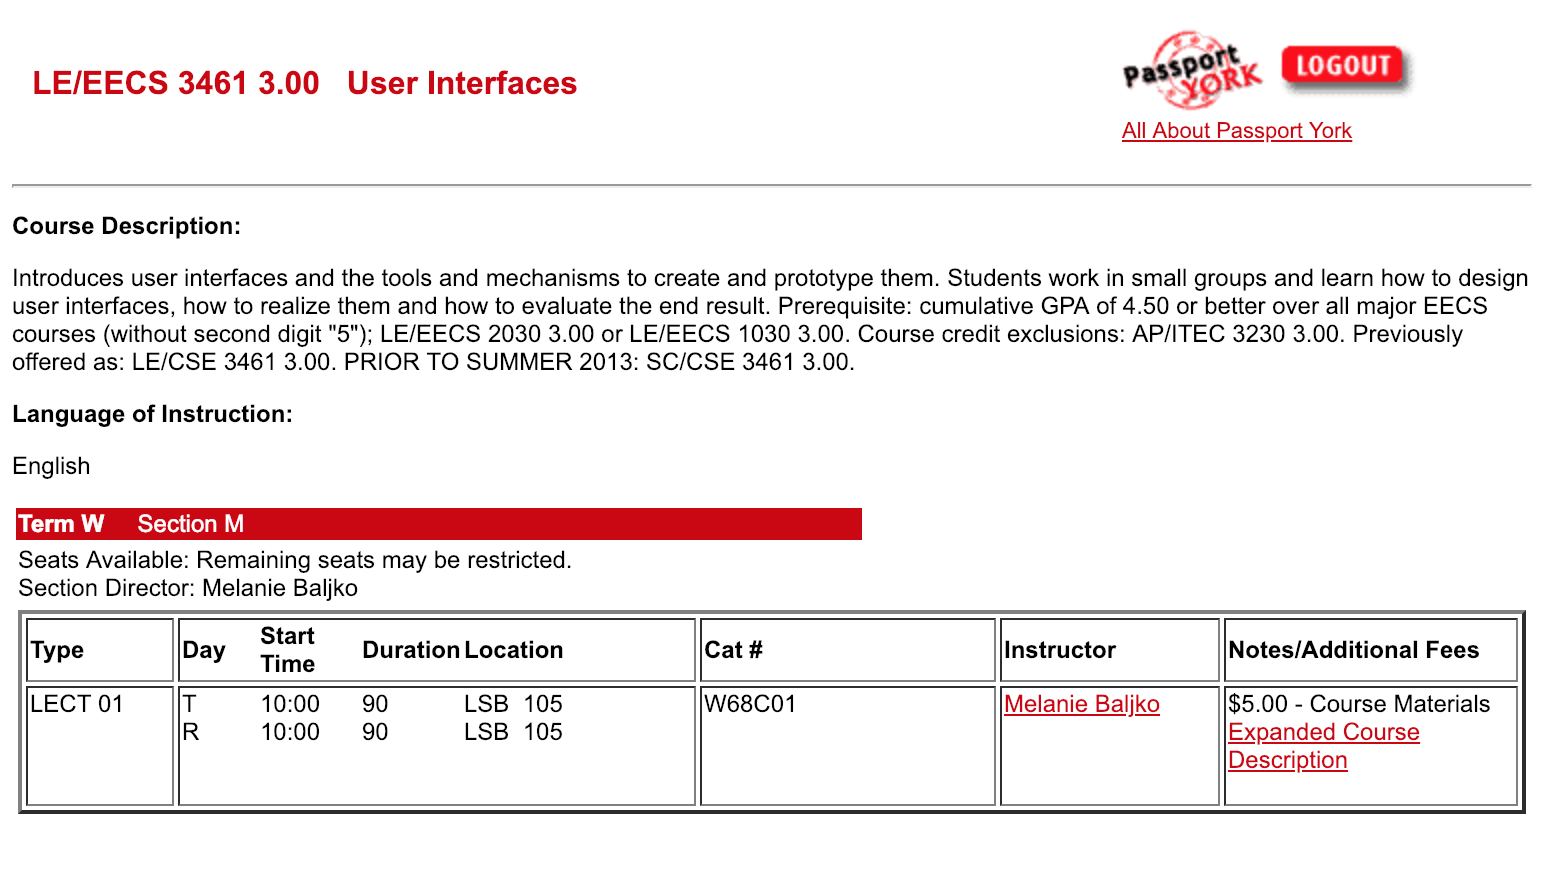 LE/EECS 3461 3.00 User Interfaces
Passport YORK
LOGOUT
All About Passport York
Course Description:
Introduces user interfaces and the tools and mechanisms to create and prototype them. Students work in small groups and learn how to design
user interfaces, how to realize them and how to evaluate the end result. Prerequisite: cumulative GPA of 4.50 or better over all major EECS
courses (without second digit "5"); LE/EECS 2030 3.00 or LE/EECS 1030 3.00. Course credit exclusions: AP/ITEC 3230 3.00. Previously
offered as: LE/CSE 3461 3.00. PRIOR TO SUMMER 2013: SC/CSE 3461 3.00.
Language of Instruction:
English
Term W Section M
Seats Available: Remaining seats may be restricted.
Section Director: Melanie Baljko
Type Day Start Time Duration Location Cat # Instructor Notes/Additional Fees
LECT 01 T 10:00 90 LSB 105 W68C01 Melanie Baljko $5.00 - Course Materials
R 10:00 90 LSB 105 Expanded Course
Description